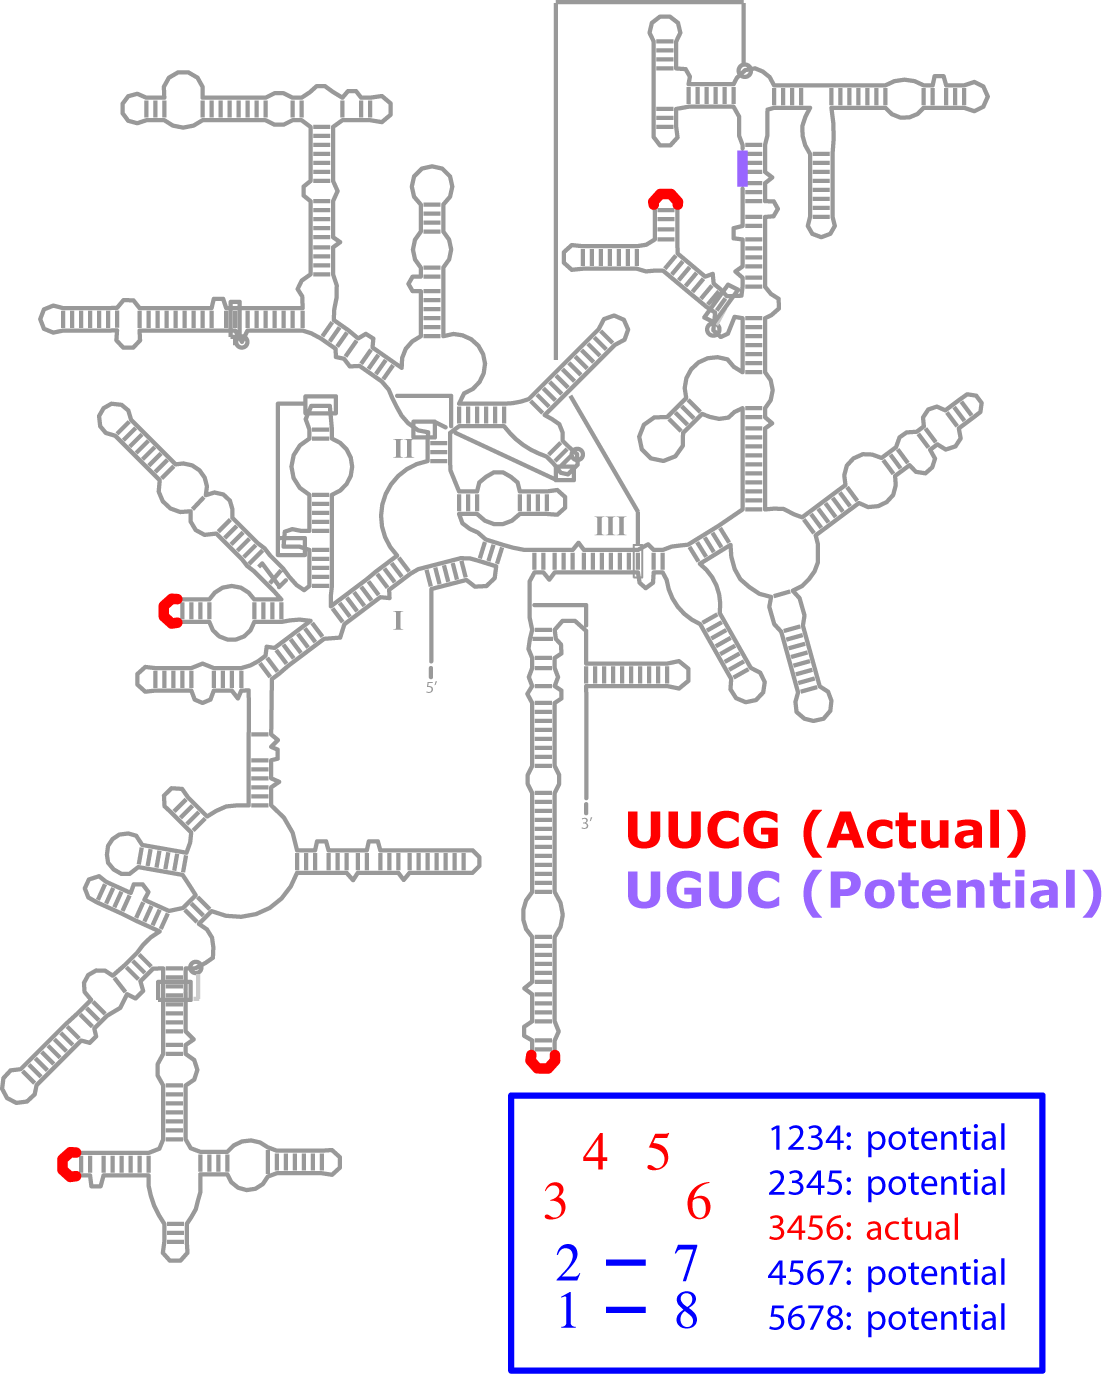 II
III
I
5′
3′
UUCG (Actual)
UGUC (Potential)
4 5
3 6
2 – 7
1 – 8
1234: potential
2345: potential
3456: actual
4567: potential
5678: potential